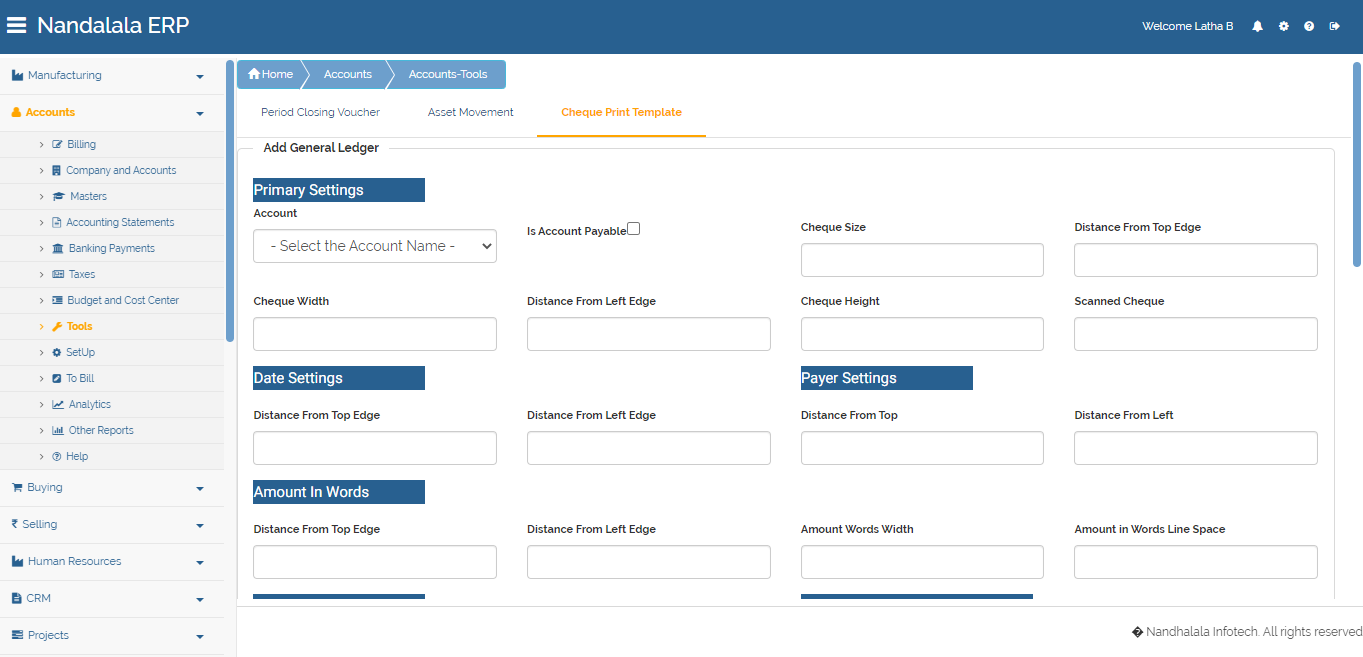 Nandalala ERP
Welcome Latha B
Manufacturing
Accounts
Billing
Company and Accounts
Masters
Accounting Statements
Banking Payments
Taxes
Budget and Cost Center
Tools
SetUp
To Bill
Analytics
Other Reports
Help
Buying
Selling
Human Resources
CRM
Projects
Home Accounts Accounts-Tools
Period Closing Voucher Asset Movement Cheque Print Template
Add General Ledger
Primary Settings
Account
- Select the Account Name -
Is Account Payable
Cheque Size
Distance From Top Edge
Cheque Width
Distance From Left Edge
Cheque Height
Scanned Cheque
Date Settings
Payer Settings
Distance From Top Edge
Distance From Left Edge
Distance From Top
Distance From Left
Amount In Words
Distance From Top Edge
Distance From Left Edge
Amount Words Width
Amount in Words Line Space
� Nandhalala Infotech. All rights reserved